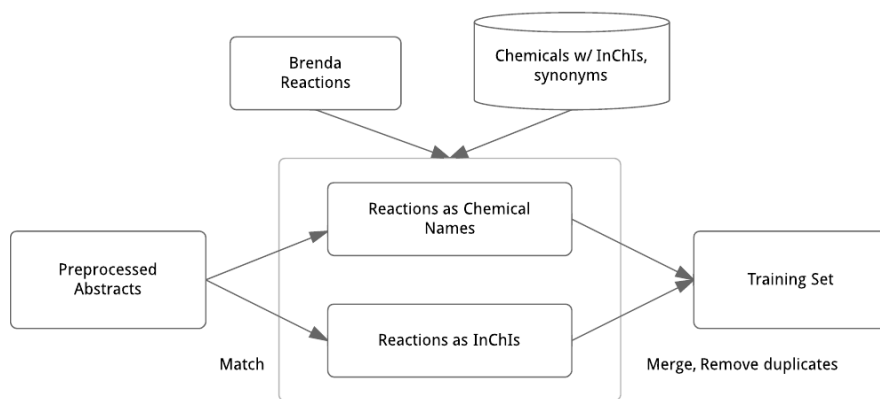 Brenda
Reactions
Chemicals w/ InChIs,
synonyms
Reactions as Chemical
Names
Preprocessed
Abstracts
Training Set
Reactions as InChIs
Match
Merge, Remove duplicates